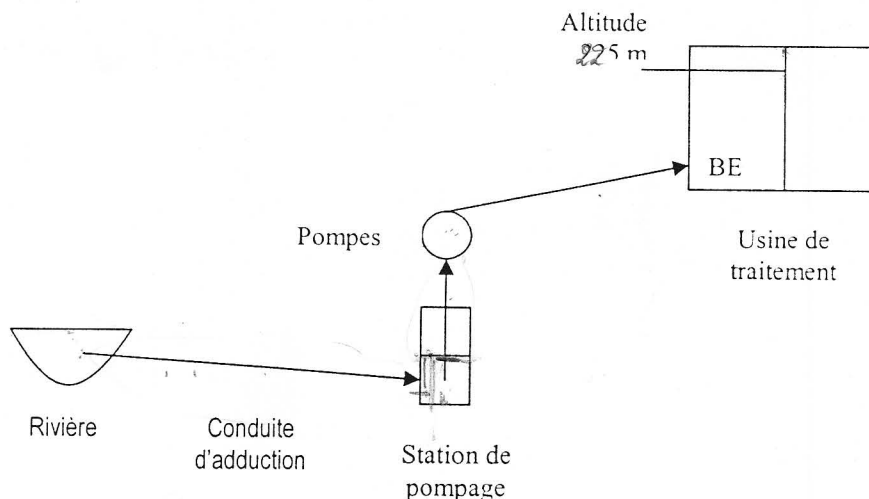 Altitude
225 m
BE
Pompes
Usine de
traitement
Rivière
Conduite
d'adduction
Station de
pompage